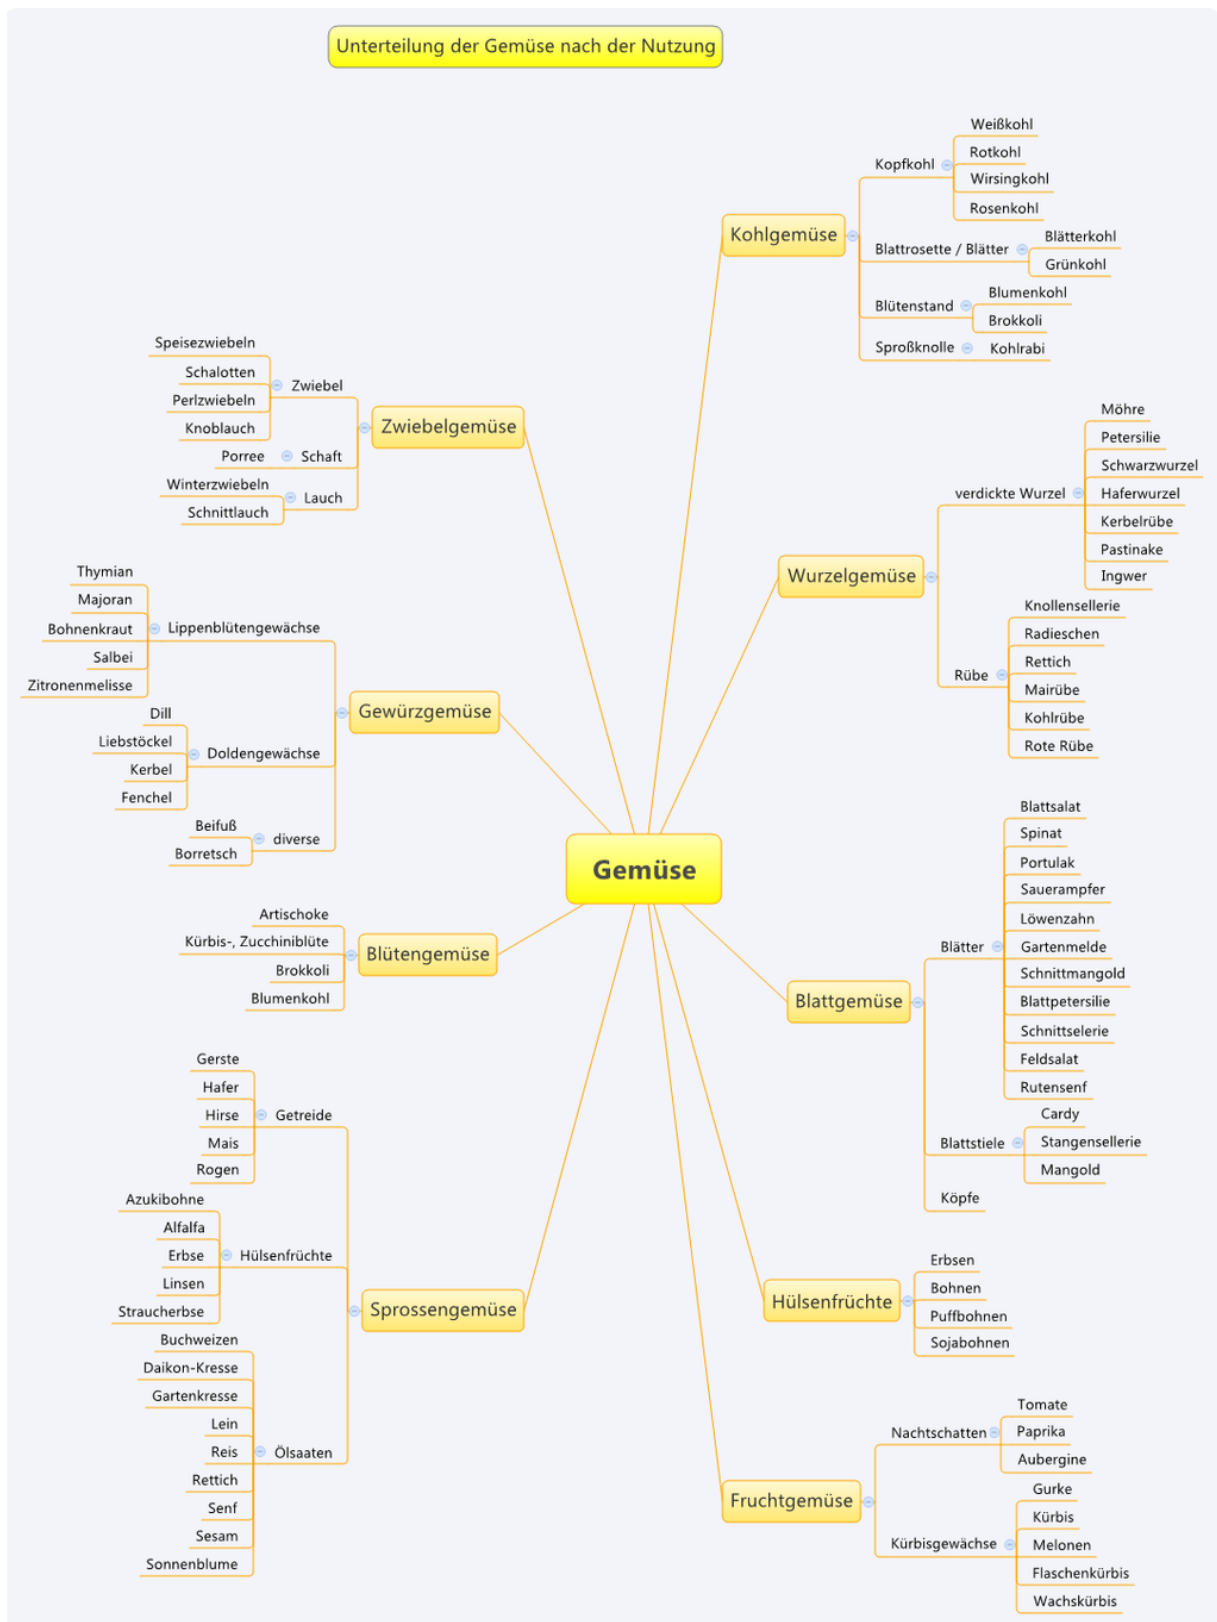 Unterteilung der Gemüse nach der Nutzung
Gemüse
Kohlgemüse
Kopfkohl
Weißkohl
Rotkohl
Wirsingkohl
Rosenkohl
Blattrosette / Blätter
Blätterkohl
Grünkohl
Blütenstand
Blumenkohl
Brokkoli
Sproßknolle
Kohlrabi
Wurzelgemüse
verdickte Wurzel
Möhre
Petersilie
Schwarzwurzel
Haferwurzel
Kerbelrübe
Pastinake
Ingwer
Rübe
Knollensellerie
Radieschen
Rettich
Mairübe
Kohlrübe
Rote Rübe
Blattgemüse
Blätter
Blattsalat
Spinat
Portulak
Sauerampfer
Löwenzahn
Gartenmelde
Schnittmangold
Blattpetersilie
Schnittselerie
Feldsalat
Rutensenf
Blattstiele
Cardy
Stangensellerie
Mangold
Köpfe
Hülsenfrüchte
Erbsen
Bohnen
Puffbohnen
Sojabohnen
Fruchtgemüse
Nachtschatten
Tomate
Paprika
Aubergine
Kürbisgewächse
Gurke
Kürbis
Melonen
Flaschenkürbis
Wachskürbis
Zwiebelgemüse
Zwiebel
Speisezwiebeln
Schalotten
Perlzwiebeln
Knoblauch
Schaft
Porree
Lauch
Winterzwiebeln
Schnittlauch
Gewürzgemüse
Lippenblütengewächse
Thymian
Majoran
Bohnenkraut
Salbei
Zitronenmelisse
Doldengewächse
Dill
Liebstöckel
Kerbel
Fenchel
diverse
Beifuß
Borretsch
Blütengemüse
Artischoke
Kürbis-, Zucchiniblüte
Brokkoli
Blumenkohl
Sprossengemüse
Getreide
Gerste
Hafer
Hirse
Mais
Rogen
Hülsenfrüchte
Azukibohne
Alfalfa
Erbse
Linsen
Straucherbse
Ölsaaten
Buchweizen
Daikon-Kresse
Gartenkresse
Lein
Reis
Rettich
Senf
Sesam
Sonnenblume